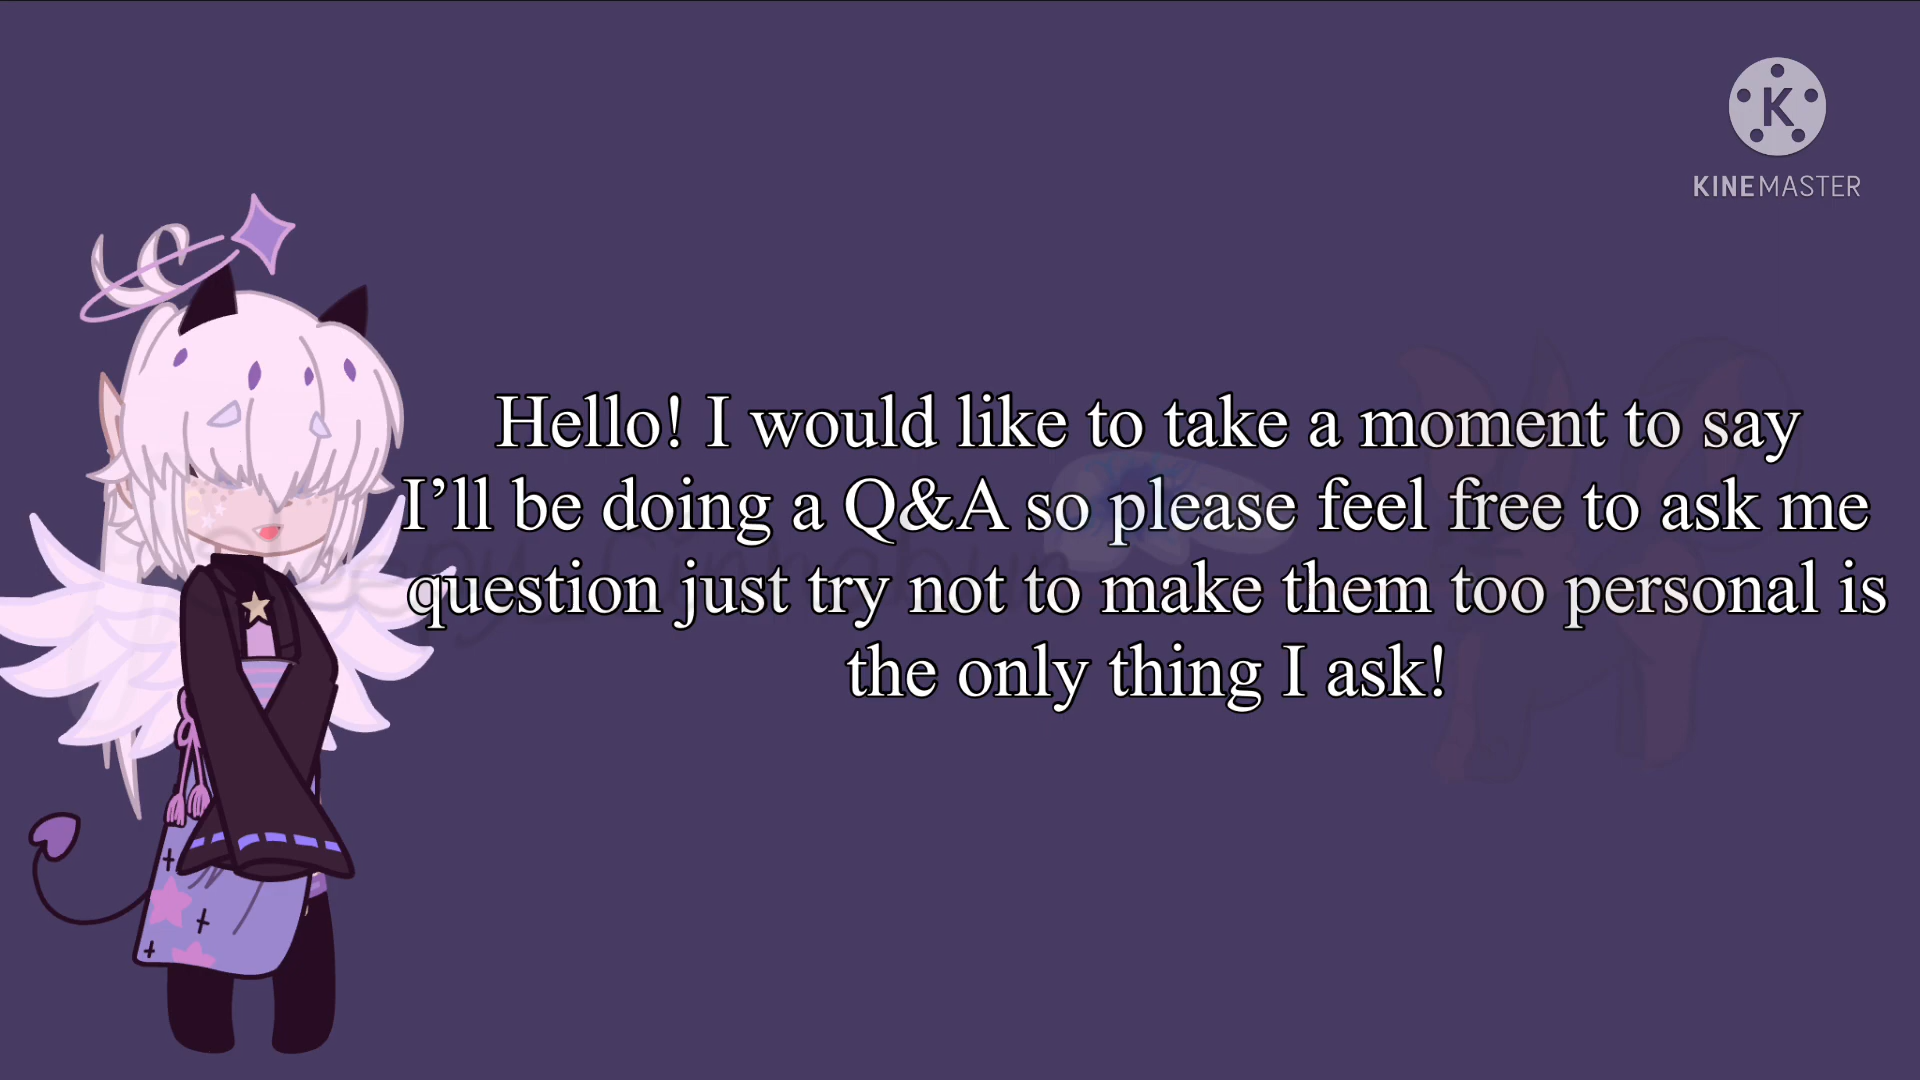 K
KINEMASTER
Hello! I would like to take a moment to say
I’ll be doing a Q&A so please feel free to ask me
question just try not to make them too personal is
the only thing I ask!